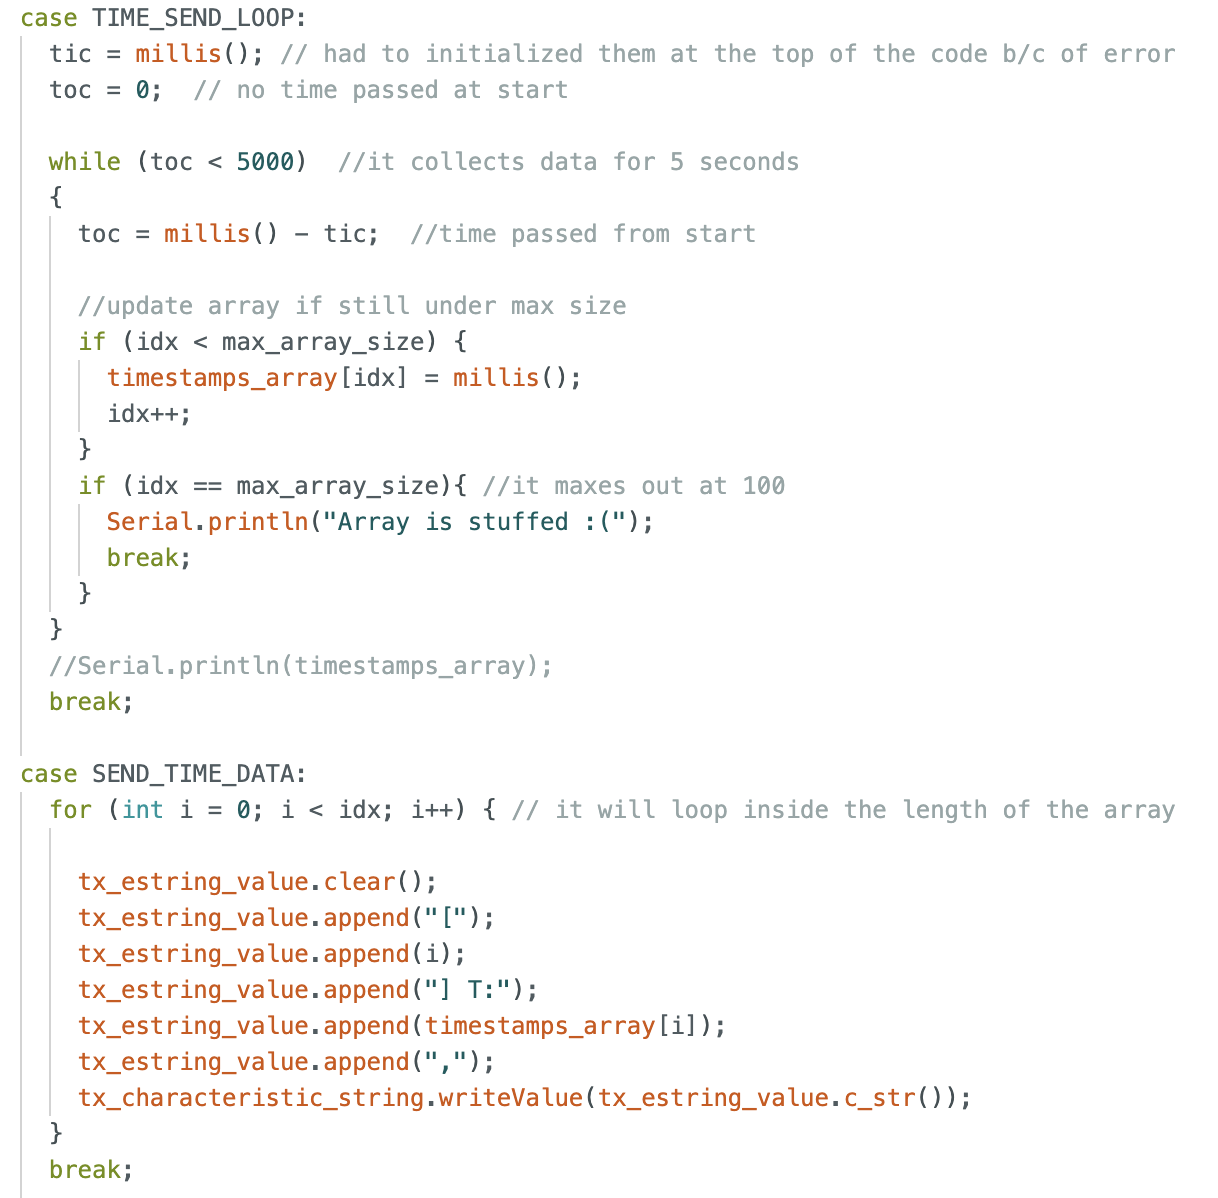 case TIME_SEND_LOOP:
tic = millis(); // had to initialized them at the top of the code b/c of error
toc = 0;  // no time passed at start
while (toc < 5000)  //it collects data for 5 seconds
{
toc = millis() - tic;  //time passed from start
//update array if still under max size
if (idx < max_array_size) {
timestamps_array[idx] = millis();
idx++;
}
if (idx == max_array_size){ //it maxes out at 100
Serial.println("Array is stuffed :(");
break;
}
}
//Serial.println(timestamps_array);
break;
case SEND_TIME_DATA:
for (int i = 0; i < idx; i++) { // it will loop inside the length of the array
tx_estring_value.clear();
tx_estring_value.append("[");
tx_estring_value.append(i);
tx_estring_value.append("] T:");
tx_estring_value.append(timestamps_array[i]);
tx_estring_value.append(",");
tx_characteristic_string.writeValue(tx_estring_value.c_str());
}
break;